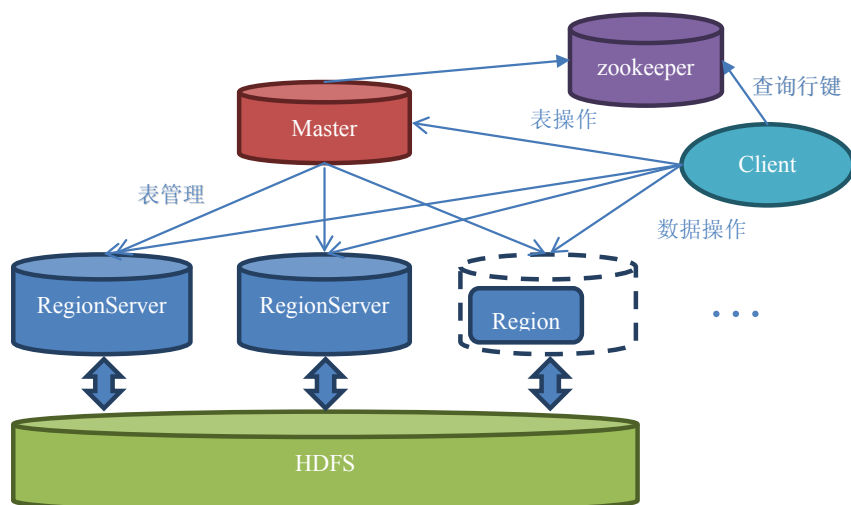 zookeeper
查询行键
Master
表操作
Client
表管理
数据操作
RegionServer
RegionServer
Region
...
HDFS